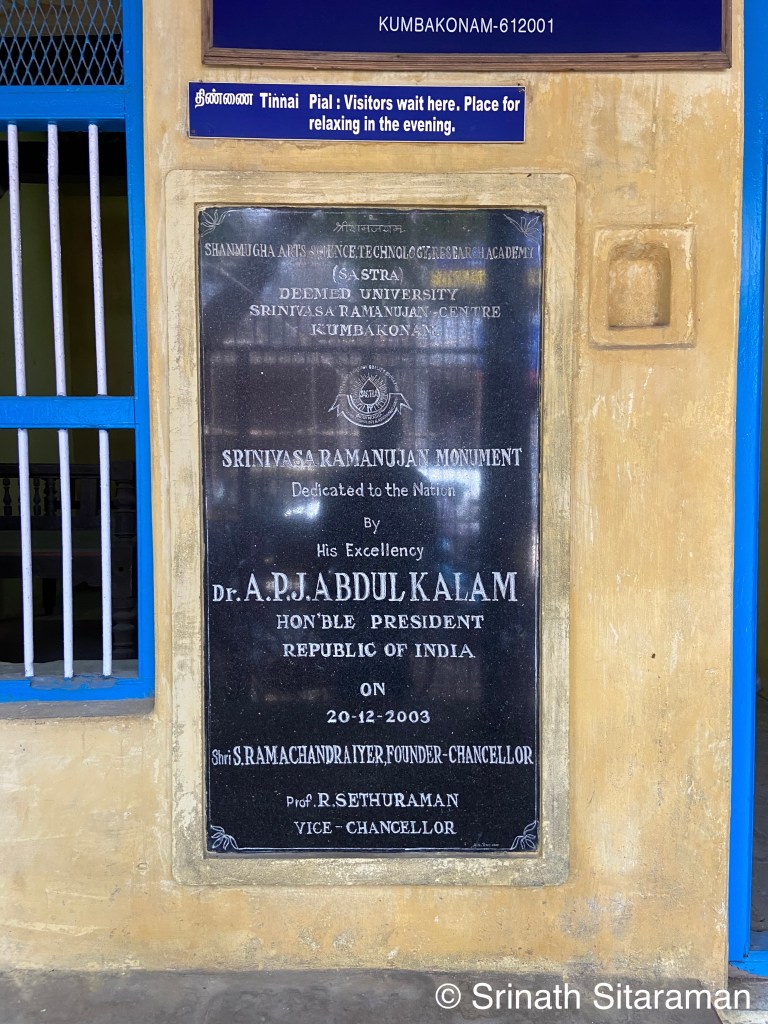 KUMBAKONAM-612001
திண்ணை Tinnai Pial : Visitors wait here. Place for
relaxing in the evening.
SHANMUGHA ARTS, SCIENCE, TECHNOLOGY, RESEARCH ACADEMY
(SASTRA)
DEEMED UNIVERSITY
SRINIVASA RAMANUJAN - CENTRE
KUMBAKONAM
SASTRA
SRINIVASA RAMANUJAN MONUMENT
Dedicated to the Nation
By
His Excellency
Dr. A.P.J. ABDUL KALAM
HON'BLE PRESIDENT
REPUBLIC OF INDIA
ON
20-12-2003
Shri S. RAMACHANDRA IYER, FOUNDER-CHANCELLOR
Prof. R. SETHURAMAN
VICE-CHANCELLOR
© Srinath Sitaraman